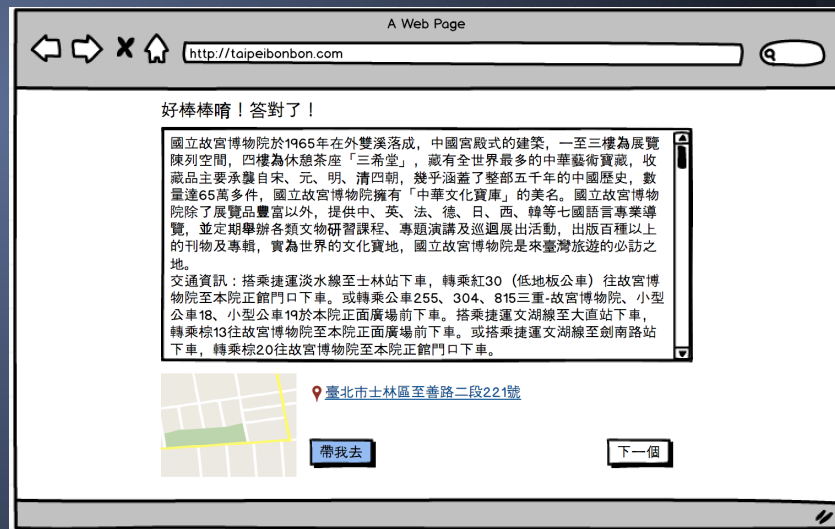 A Web Page
http://taipeibonbon.com
好棒棒唷！答對了！
國立故宮博物院於1965年在外雙溪落成，中國宮殿式的建築，一至三樓為展覽
陳列空間，四樓為休憩茶座「三希堂」，藏有全世界最多的中華藝術寶藏，收
藏品主要承襲自宋、元、明、清四朝，幾乎涵蓋了整部五千年的中國歷史，數
量達65萬多件，國立故宮博物院擁有「中華文化寶庫」的美名。國立故宮博物
院除了展覽品豐富以外，提供中、英、法、德、日、西、韓等七國語言專業導
覽，並定期舉辦各類文物研習課程、專題演講及巡迴展出活動，出版百種以上
的刊物及專輯，實為世界的文化寶地，國立故宮博物院是來臺灣旅遊的必訪之
地。
交通資訊：搭乘捷運淡水線至士林站下車，轉乘紅30（低地板公車）往故宮博
物院至本院正館門口下車。或轉乘公車255、304、815三重-故宮博物院、小型
公車18、小型公車19於本院正面廣場前下車。搭乘捷運文湖線至大直站下車，
轉乘棕13往故宮博物院至本院正面廣場前下車。或搭乘捷運文湖線至劍南路站
下車，轉乘棕20往故宮博物院至本院正館門口下車。
臺北市士林區至善路二段221號
帶我去
下一個